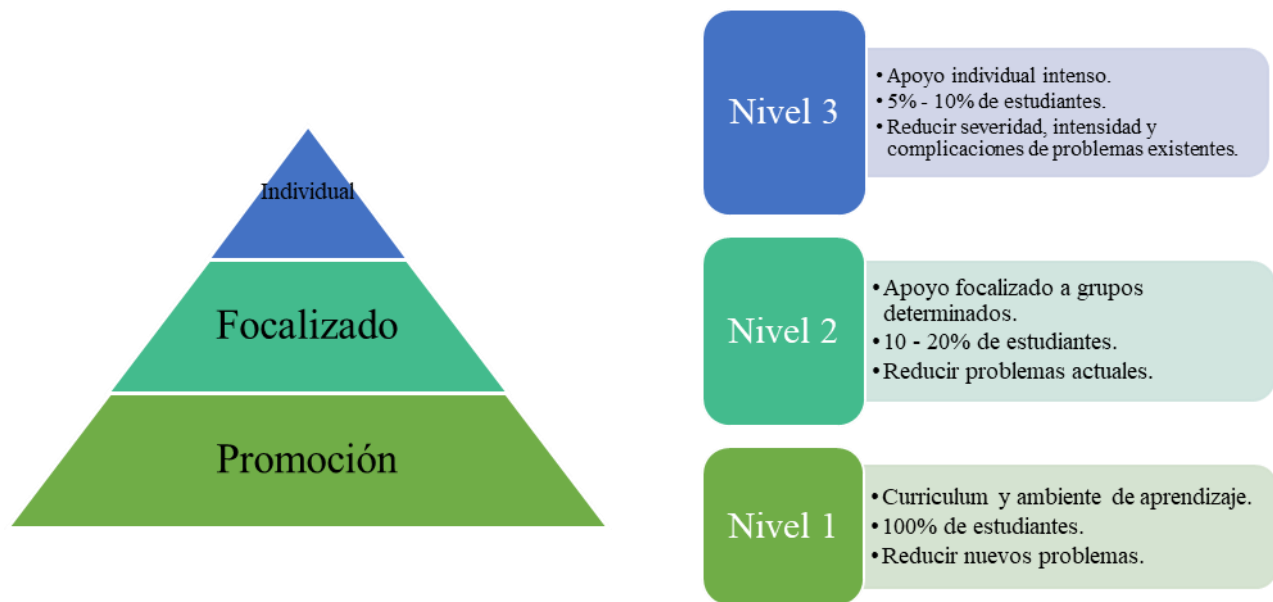 Individual
Focalizado
Promoción
Nivel 3
• Apoyo individual intenso.
• 5% - 10% de estudiantes.
• Reducir severidad, intensidad y
complicaciones de problemas existentes.
Nivel 2
• Apoyo focalizado a grupos
determinados.
• 10 - 20% de estudiantes.
• Reducir problemas actuales.
Nivel 1
• Curriculum y ambiente de aprendizaje.
• 100% de estudiantes.
• Reducir nuevos problemas.